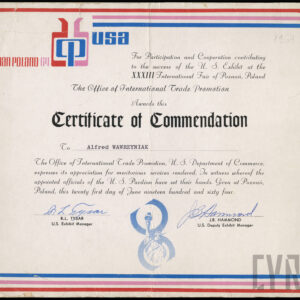 USA
For Participation and Cooperation contributing
to the success of the U. S. Exhibit at the
XXXIII International Fair of Poznań, Poland
The Office of International Trade Promotion
Awards this
Certificate of Commendation
To Alfred WAWRZYNIAK
The Office of International Trade Promotion, U. S. Department of Commerce,
expresses its appreciation for meritorious services rendered. In witness whereof the
appointed officials of the U. S. Pavilion have set their hands Given at Poznań,
Poland, this twenty first day of June nineteen hundred and sixty four.
U.S. Exhibit Manager
J.B. HAMMOND
U.S. Deputy Exhibit Manager